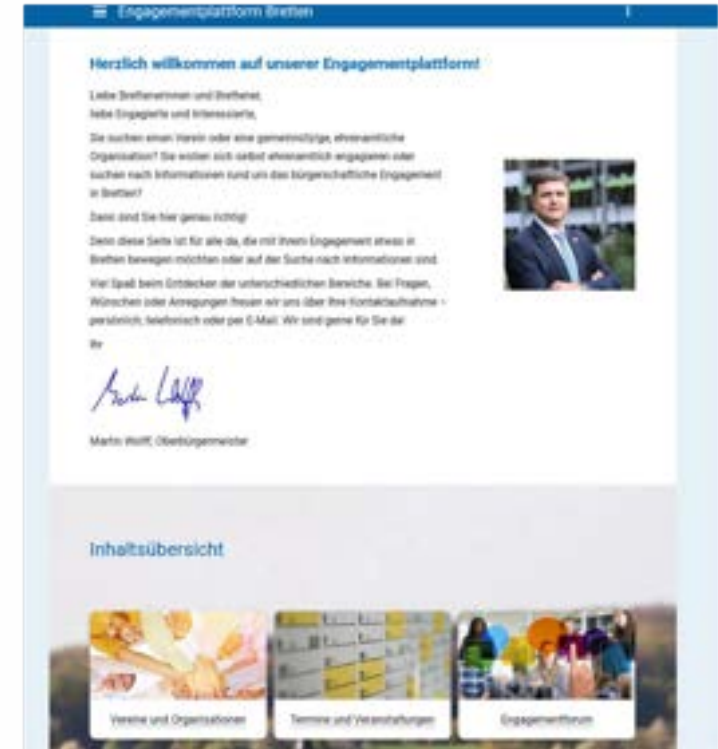 Engagementplattform Bretten
Herzlich willkommen auf unserer Engagementplattform!
Liebe Brettenerinnen und Brettener,
liebe Engagierte und Interessierte,
Sie suchen einen Verein oder eine gemeinnützige, ehrenamtliche
Organisation? Sie wollen sich selbst ehrenamtlich engagieren oder
suchen nach Informationen rund um das bürgerschaftliche Engagement
in Bretten?
Dann sind Sie hier genau richtig!
Denn diese Seite ist für alle da, die mit Ihrem Engagement etwas in
Bretten bewegen möchten oder auf der Suche nach Informationen sind.
Viel Spaß beim Entdecken der unterschiedlichen Bereiche. Bei Fragen,
Wünschen oder Anregungen freuen wir uns über Ihre Kontaktaufnahme –
persönlich, telefonisch oder per E-Mail. Wir sind gerne für Sie da!
Ihr
Martin Wolff, Oberbürgermeister
Inhaltsübersicht
Vereine und Organisationen
Termine und Veranstaltungen
Engagementforum